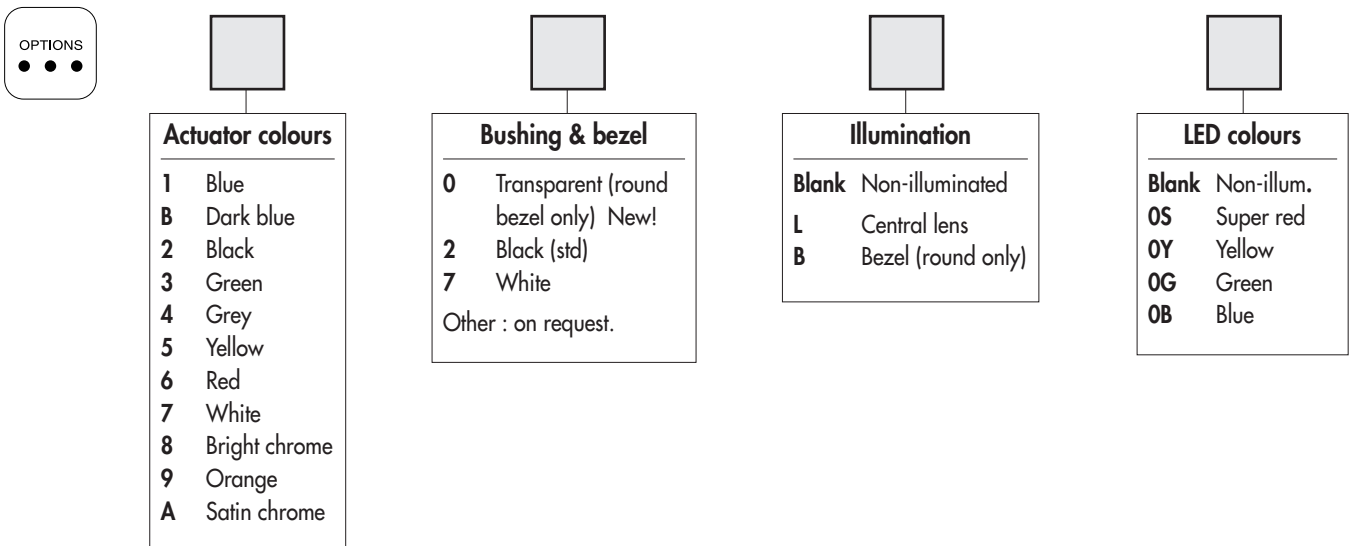 OPTIONS
Actuator colours
1 Blue
B Dark blue
2 Black
3 Green
4 Grey
5 Yellow
6 Red
7 White
8 Bright chrome
9 Orange
A Satin chrome
Bushing & bezel
0 Transparent (round
bezel only) New!
2 Black (std)
7 White
Other : on request.
Illumination
Blank Non-illuminated
L Central lens
B Bezel (round only)
LED colours
Blank Non-illum.
0S Super red
0Y Yellow
0G Green
0B Blue